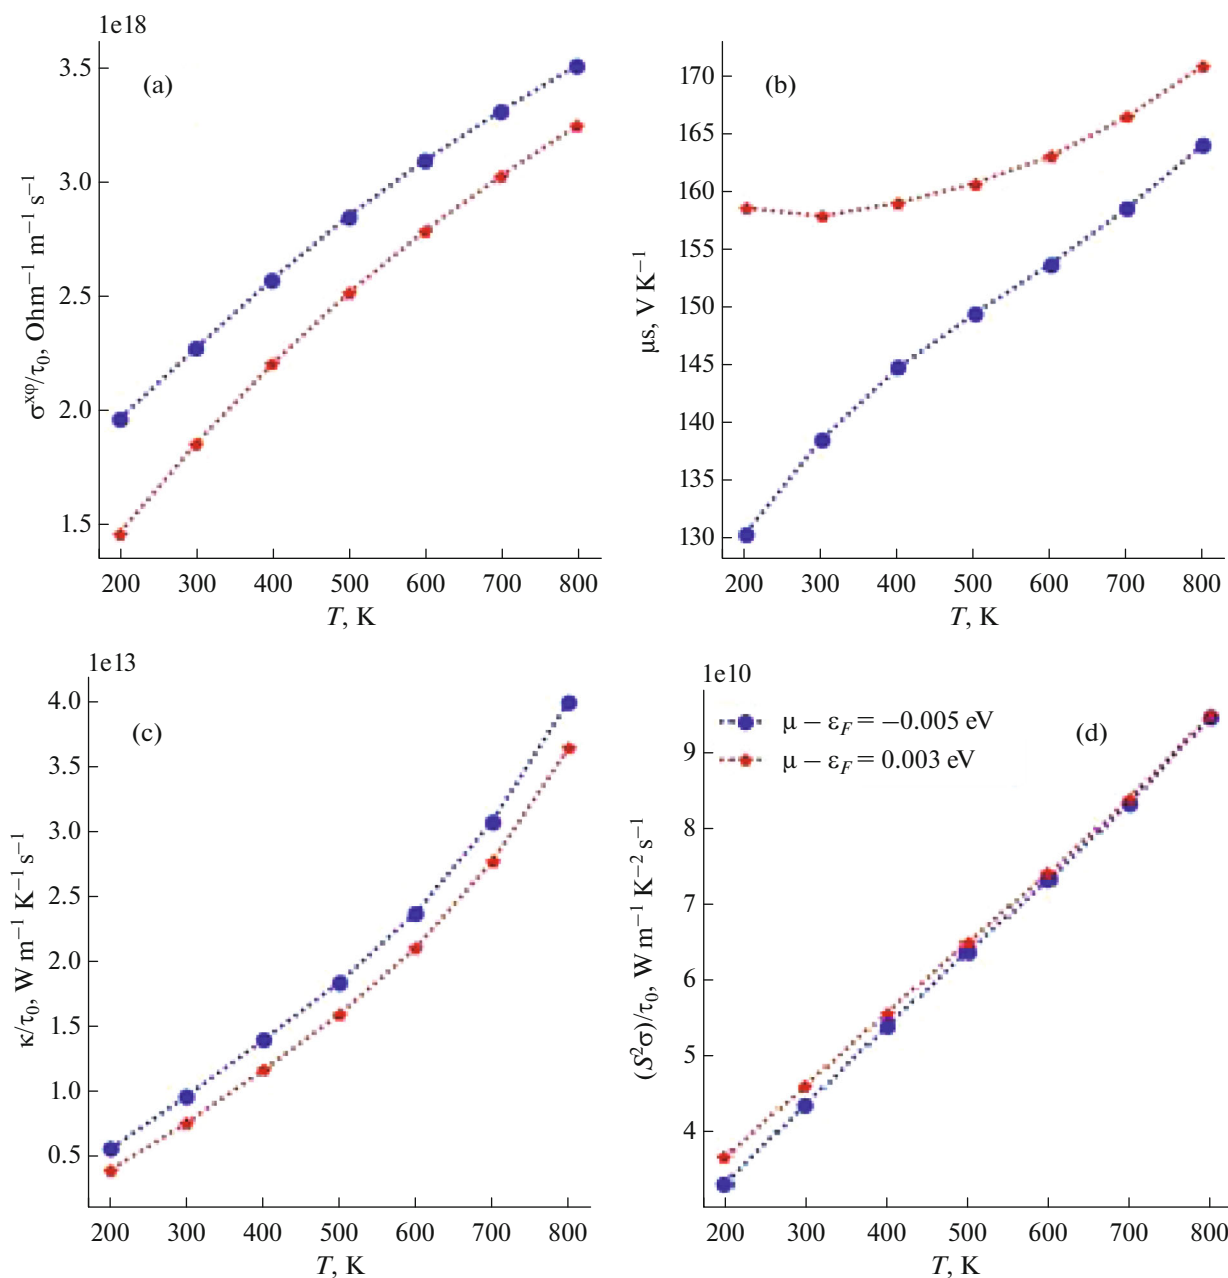 1e18
(a)
3.5
3.0
2.5
2.0
1.5
σ^xφ/τ₀, Ohm⁻¹ m⁻¹ s⁻¹
200 300 400 500 600 700 800
T, K
(b)
170
165
160
155
150
145
140
135
130
μs, V K⁻¹
200 300 400 500 600 700 800
T, K
1e13
(c)
4.0
3.5
3.0
2.5
2.0
1.5
1.0
0.5
κ/τ₀, W m⁻¹ K⁻¹ s⁻¹
200 300 400 500 600 700 800
T, K
1e10
μ − ε_F = −0.005 eV
μ − ε_F = 0.003 eV
(d)
9
8
7
6
5
4
(S²σ)/τ₀, W m⁻¹ K⁻² s⁻¹
200 300 400 500 600 700 800
T, K